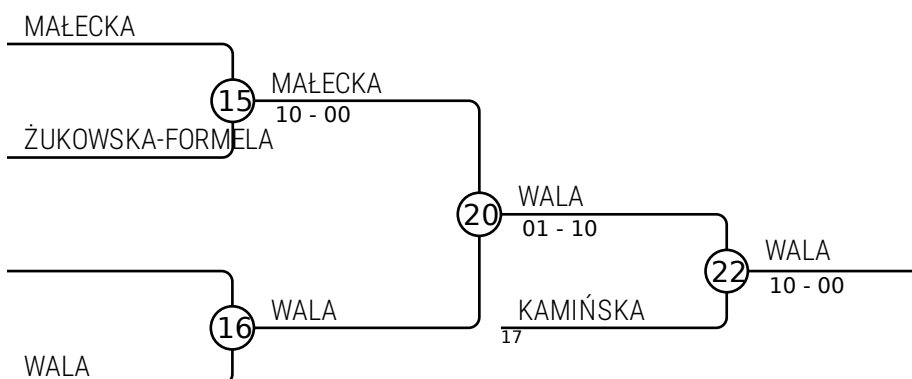 MAŁECKA
15
MAŁECKA
10 - 00
ŻUKOWSKA-FORMELA
20
WALA
01 - 10
22
WALA
10 - 00
16
WALA
KAMIŃSKA
17
WALA